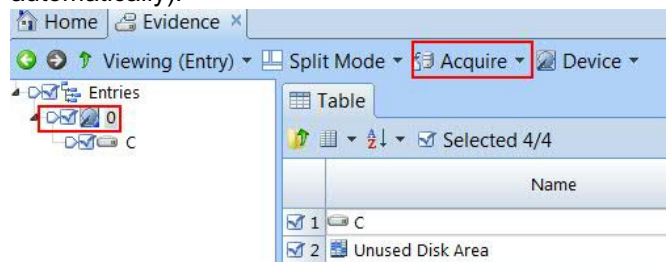 automatically).
Home Evidence ×
Viewing (Entry) Split Mode Acquire Device
Entries
0
C
Table
Selected 4/4
Name
1 C
2 Unused Disk Area